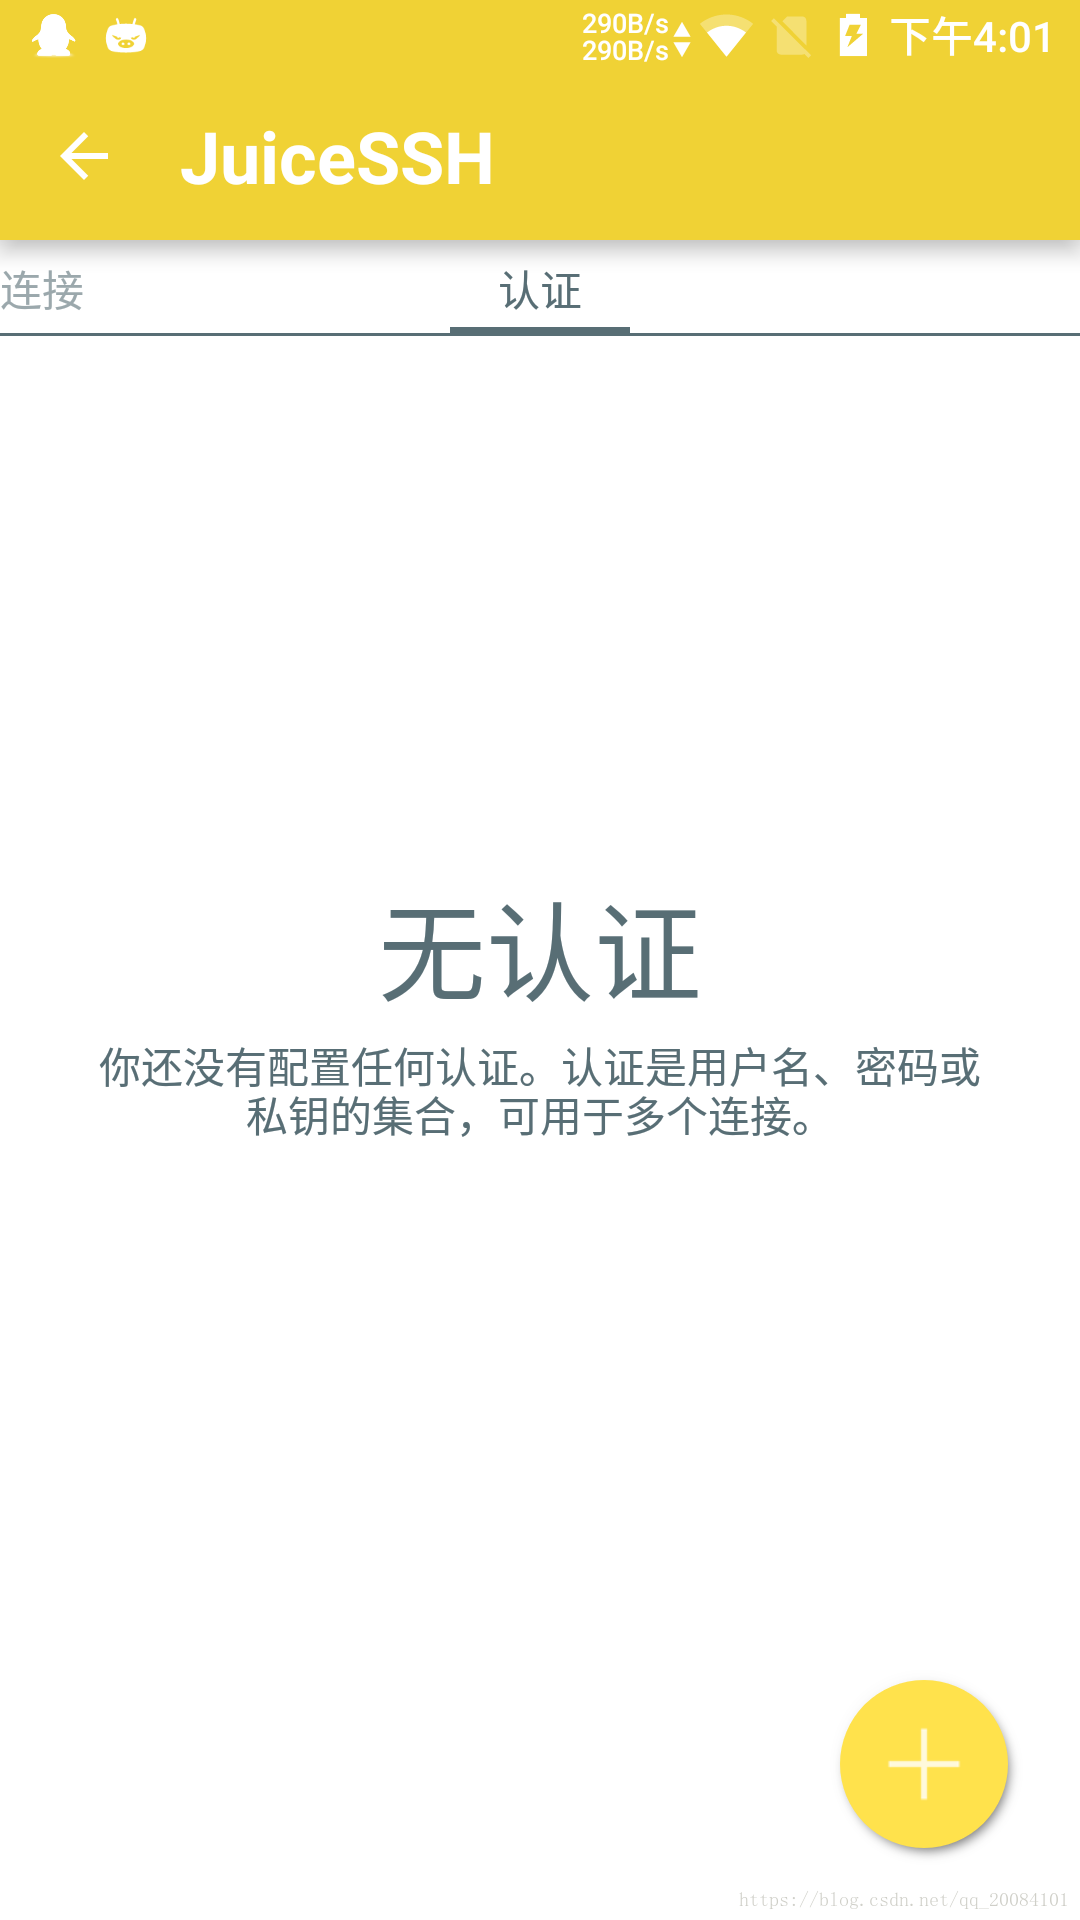 290B/s
290B/s
下午4:01
JuiceSSH
连接
认证
无认证
你还没有配置任何认证。认证是用户名、密码或
私钥的集合，可用于多个连接。
https://blog.csdn.net/qq_20084101